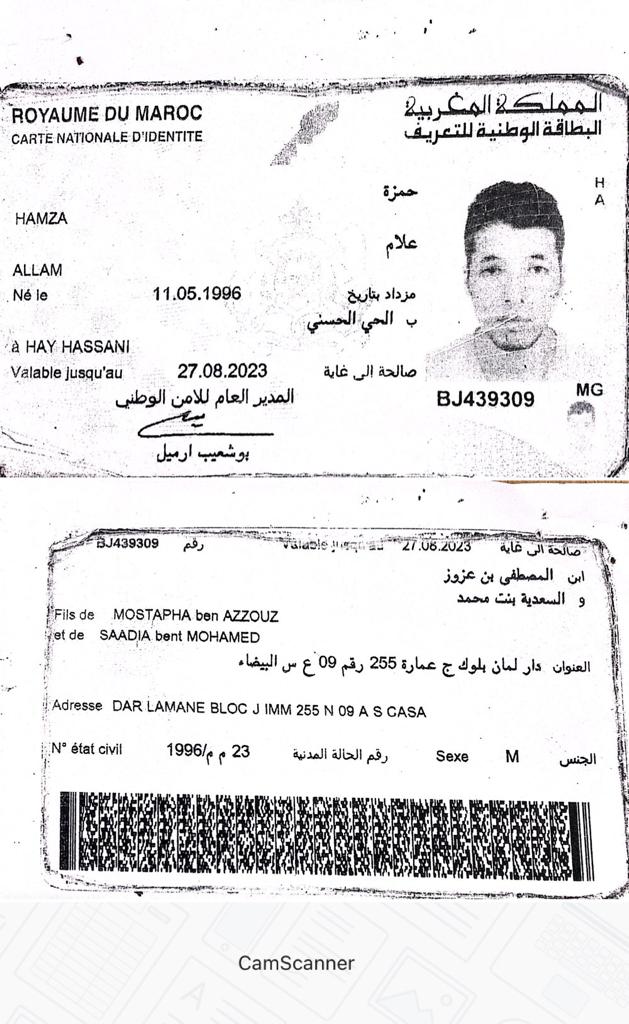 ROYAUME DU MAROC
المملكة المغربية
CARTE NATIONALE D'IDENTITE
البطاقة الوطنية للتعريف
حمزة
H
A
HAMZA
علام
ALLAM
Né le 11.05.1996 مزداد بتاريخ
ب الحي الحسني
à HAY HASSANI
Valable jusqu'au 27.08.2023 صالحة إلى غاية
المدير العام للامن الوطني
BJ439309
MG
بوشعيب ارميل
BJ439309 رقم Valable jusqu'au 27.08.2023 صالحة الى غاية
ابن المصطفى بن عزوز
و السعدية بنت محمد
Fils de MOSTAPHA ben AZZOUZ
et de SAADIA bent MOHAMED
العنوان دار لمان بلوك ج عمارة 255 رقم 09 ع س البيضاء
Adresse DAR LAMANE BLOC J IMM 255 N 09 A S CASA
N° état civil 23 م م/1996 رقم الحالة المدنية Sexe M الجنس
CamScanner